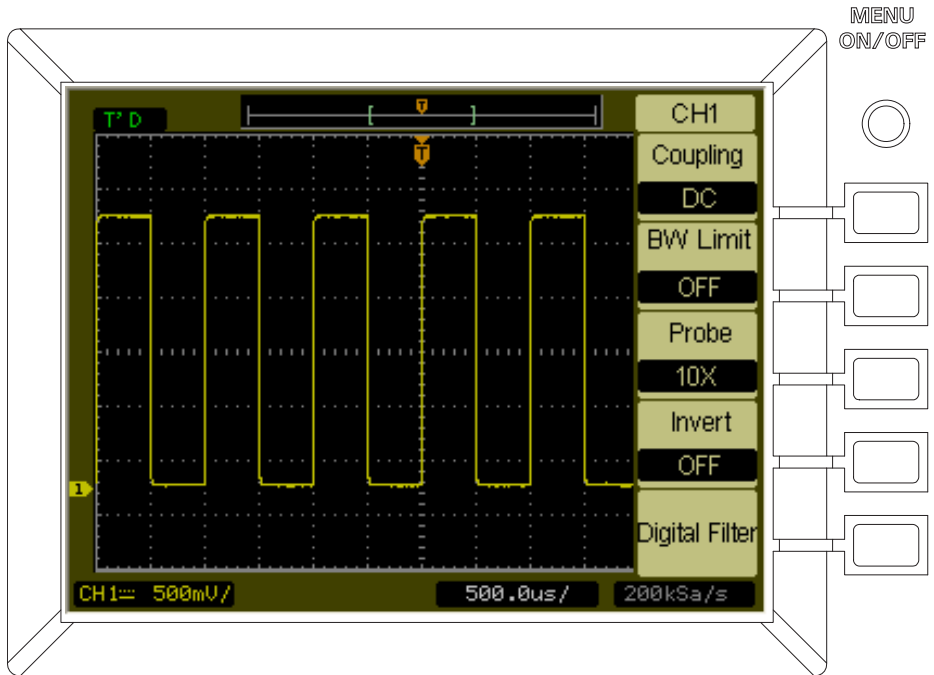 MENU
ON/OFF
T'D
T
CH1
T
Coupling
DC
BW Limit
OFF
Probe
10X
Invert
OFF
1
Digital Filter
CH1⎓ 500mV/
500.0us/
200kSa/s